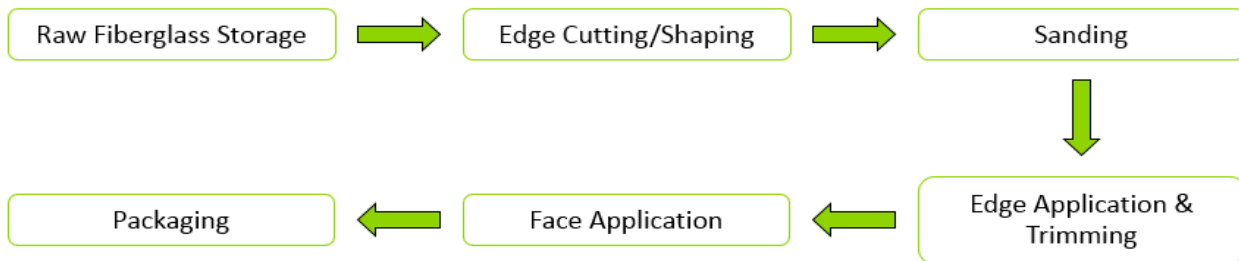 Raw Fiberglass Storage
Edge Cutting/Shaping
Sanding
Edge Application &
Trimming
Face Application
Packaging